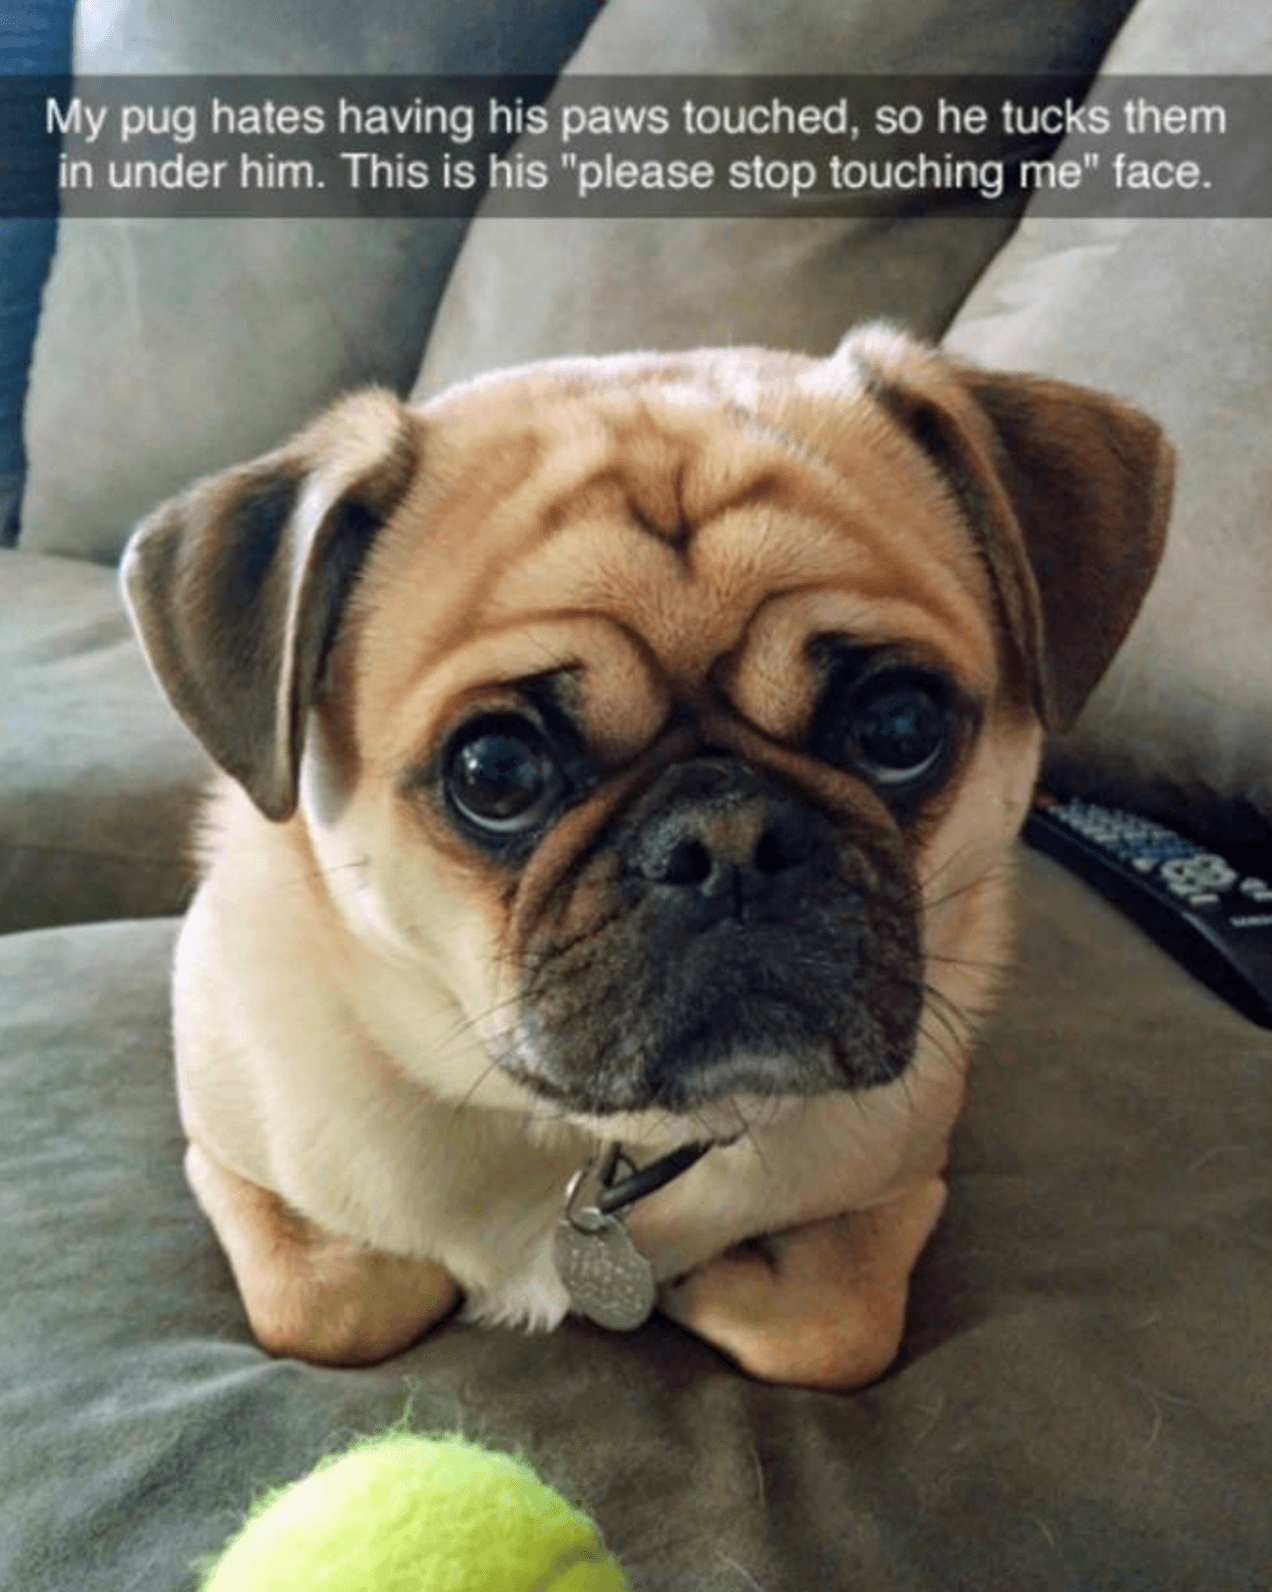 My pug hates having his paws touched, so he tucks them
in under him. This is his "please stop touching me" face.